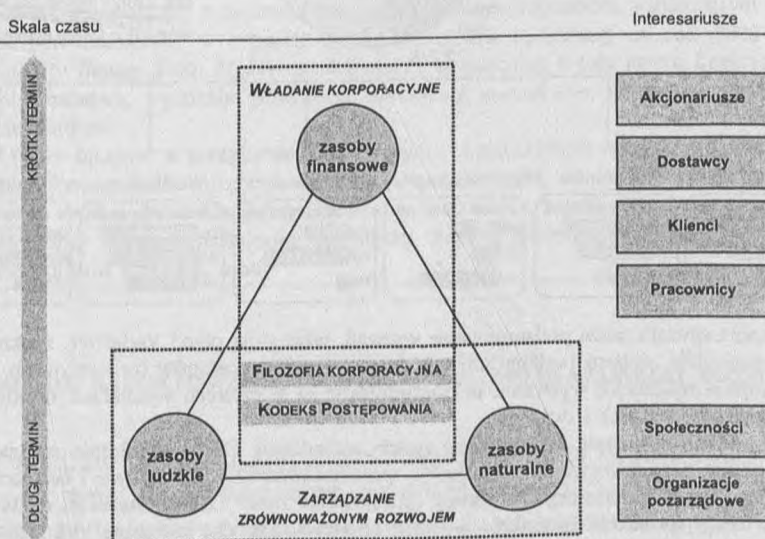 Skala czasu
Interesariusze
KRÓTKI TERMIN
DŁUGI TERMIN
WŁADANIE KORPORACYJNE
zasoby
finansowe
FILOZOFIA KORPORACYJNA
KODEKS POSTĘPOWANIA
zasoby
ludzkie
zasoby
naturalne
ZARZĄDZANIE
ZRÓWNOWAŻONYM ROZWOJEM
Akcjonariusze
Dostawcy
Klienci
Pracownicy
Społeczności
Organizacje
pozarządowe